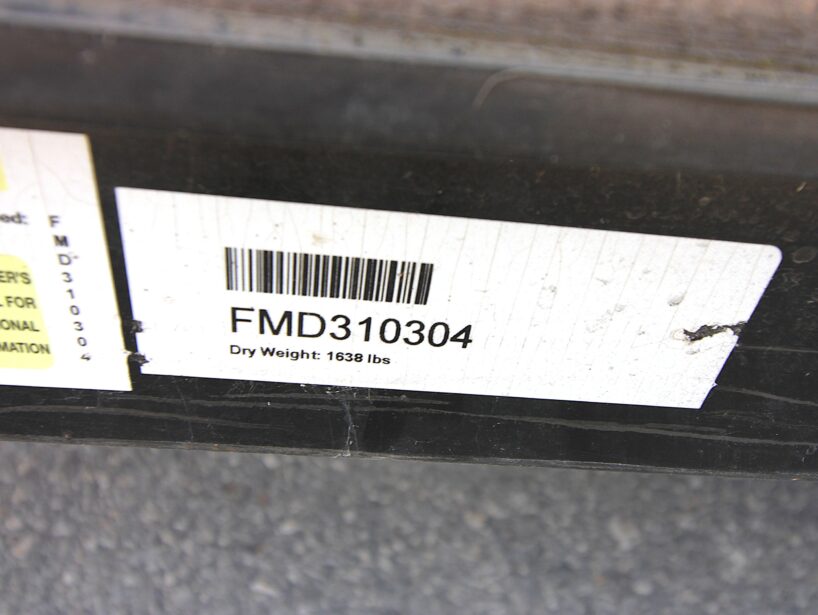 ed:
ER'S
FOR
ONAL
MATION
F
M
D
3
1
0
3
0
4
FMD310304
Dry Weight: 1638 lbs